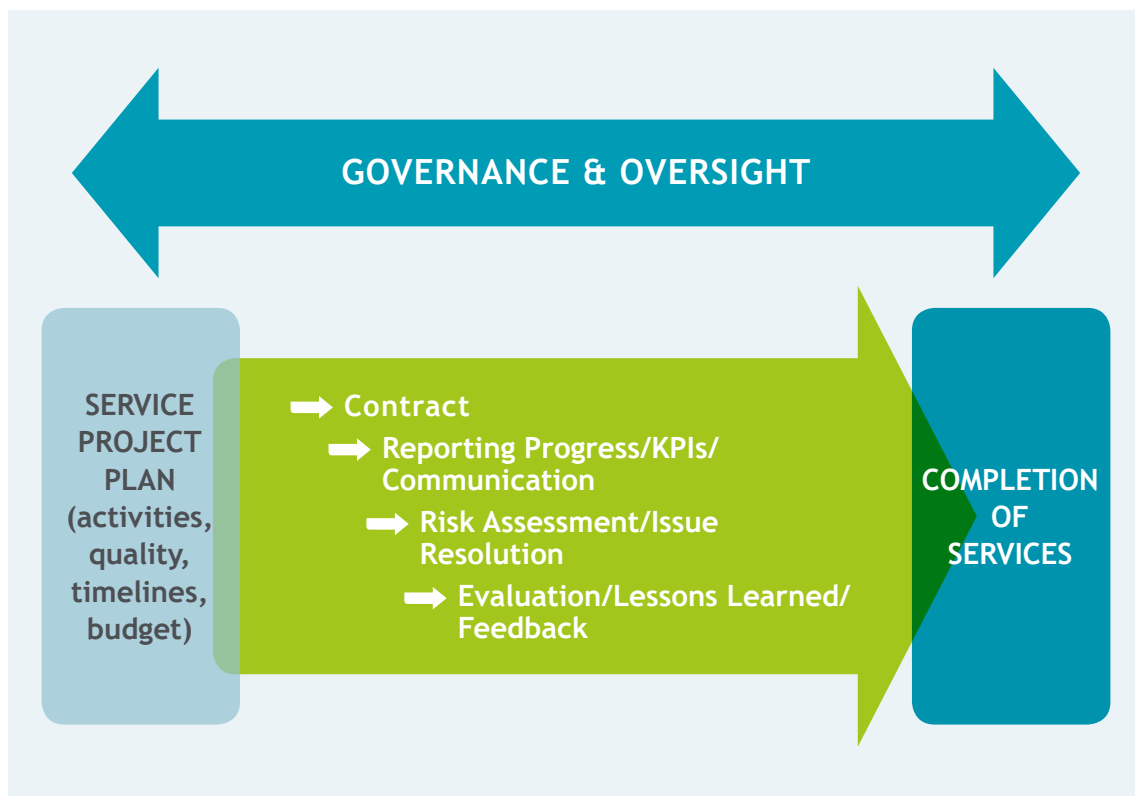 GOVERNANCE & OVERSIGHT
SERVICE
PROJECT
PLAN
(activities,
quality,
timelines,
budget)
Contract
Reporting Progress/KPIs/
Communication
Risk Assessment/Issue
Resolution
Evaluation/Lessons Learned/
Feedback
COMPLETION
OF
SERVICES